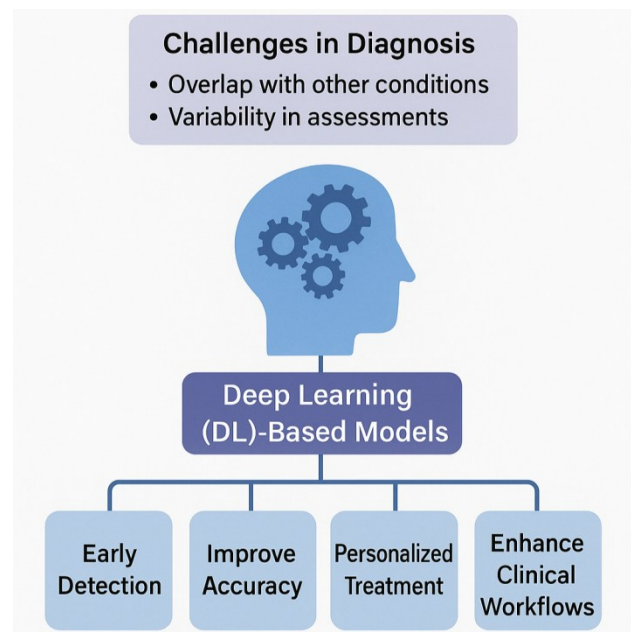 Challenges in Diagnosis
• Overlap with other conditions
• Variability in assessments
Deep Learning
(DL)-Based Models
Early
Detection
Improve
Accuracy
Personalized
Treatment
Enhance
Clinical
Workflows